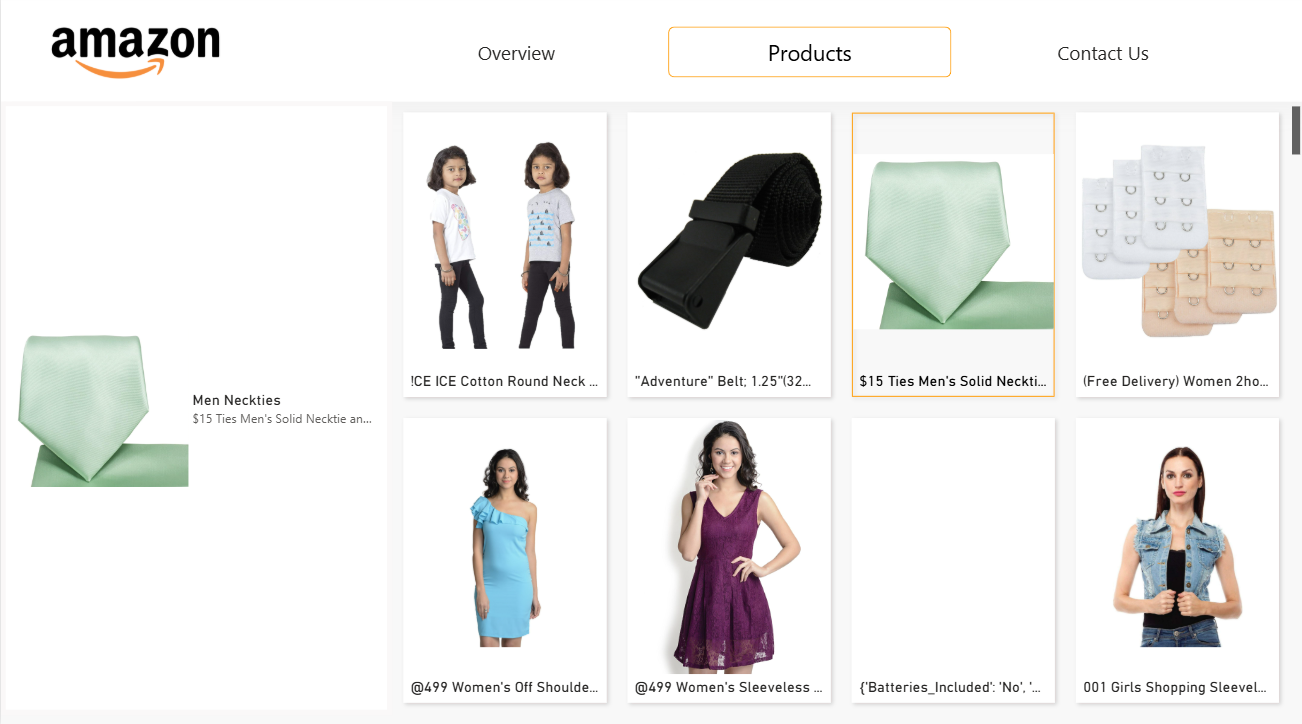 amazon
Overview
Products
Contact Us
Men Neckties
$15 Ties Men's Solid Necktie an...
!CE ICE Cotton Round Neck ...
"Adventure" Belt; 1.25"(32...
$15 Ties Men's Solid Neckti...
(Free Delivery) Women 2ho...
@499 Women's Off Shoulde...
@499 Women's Sleeveless ...
{'Batteries_Included': 'No', '...
001 Girls Shopping Sleevel...